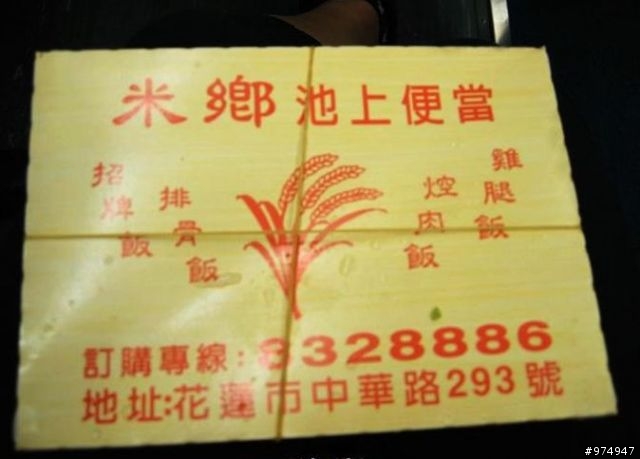 米鄉池上便當
招牌飯
排骨飯
焢肉飯
雞腿飯
訂購專線:8328886
地址:花蓮市中華路293號
#974947